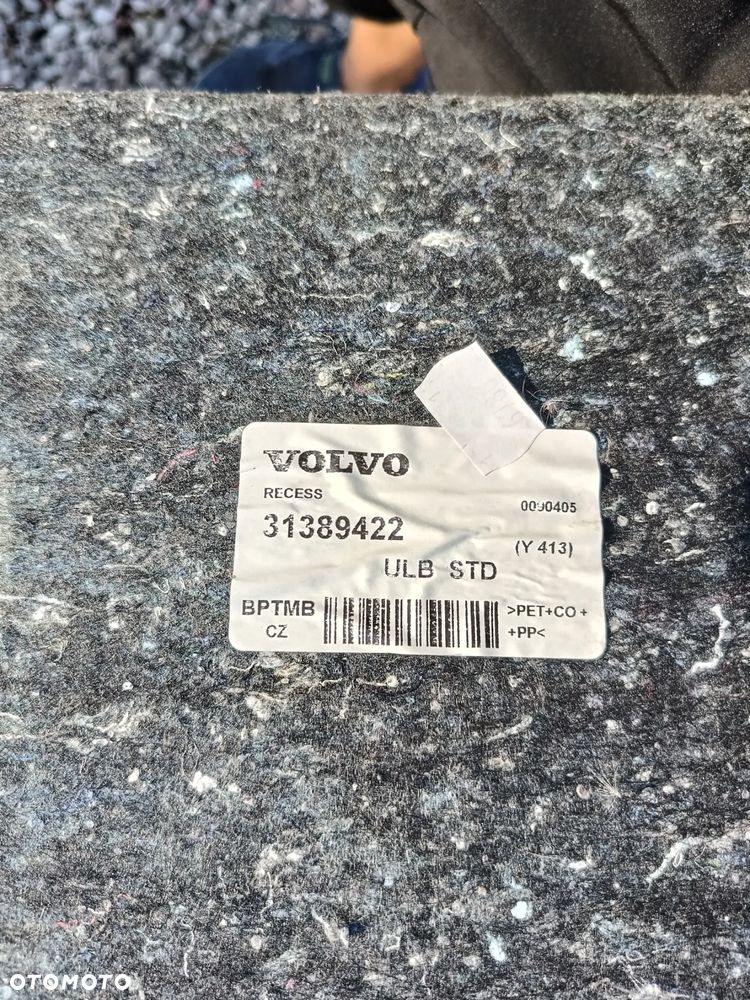 VOLVO
RECESS
0090405
31389422
(Y 413)
ULB STD
BPTMB
>PET+CO+
CZ
+PP<
OTOMOTO